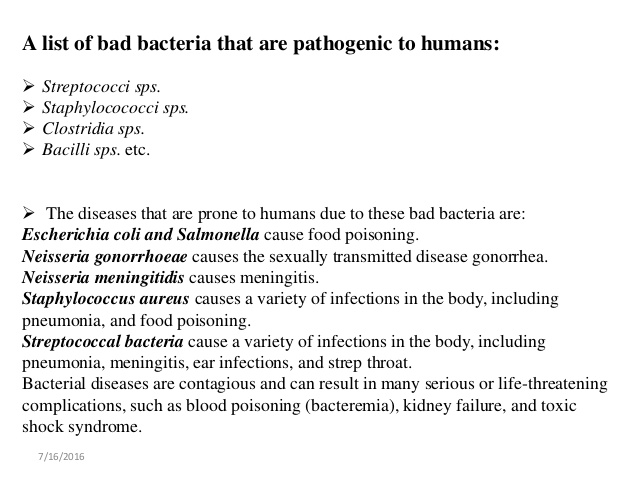 A list of bad bacteria that are pathogenic to humans:
➢ Streptococci sps.
➢ Staphylocococci sps.
➢ Clostridia sps.
➢ Bacilli sps. etc.
➢ The diseases that are prone to humans due to these bad bacteria are:
Escherichia coli and Salmonella cause food poisoning.
Neisseria gonorrhoeae causes the sexually transmitted disease gonorrhea.
Neisseria meningitidis causes meningitis.
Staphylococcus aureus causes a variety of infections in the body, including
pneumonia, and food poisoning.
Streptococcal bacteria cause a variety of infections in the body, including
pneumonia, meningitis, ear infections, and strep throat.
Bacterial diseases are contagious and can result in many serious or life-threatening
complications, such as blood poisoning (bacteremia), kidney failure, and toxic
shock syndrome.
7/16/2016